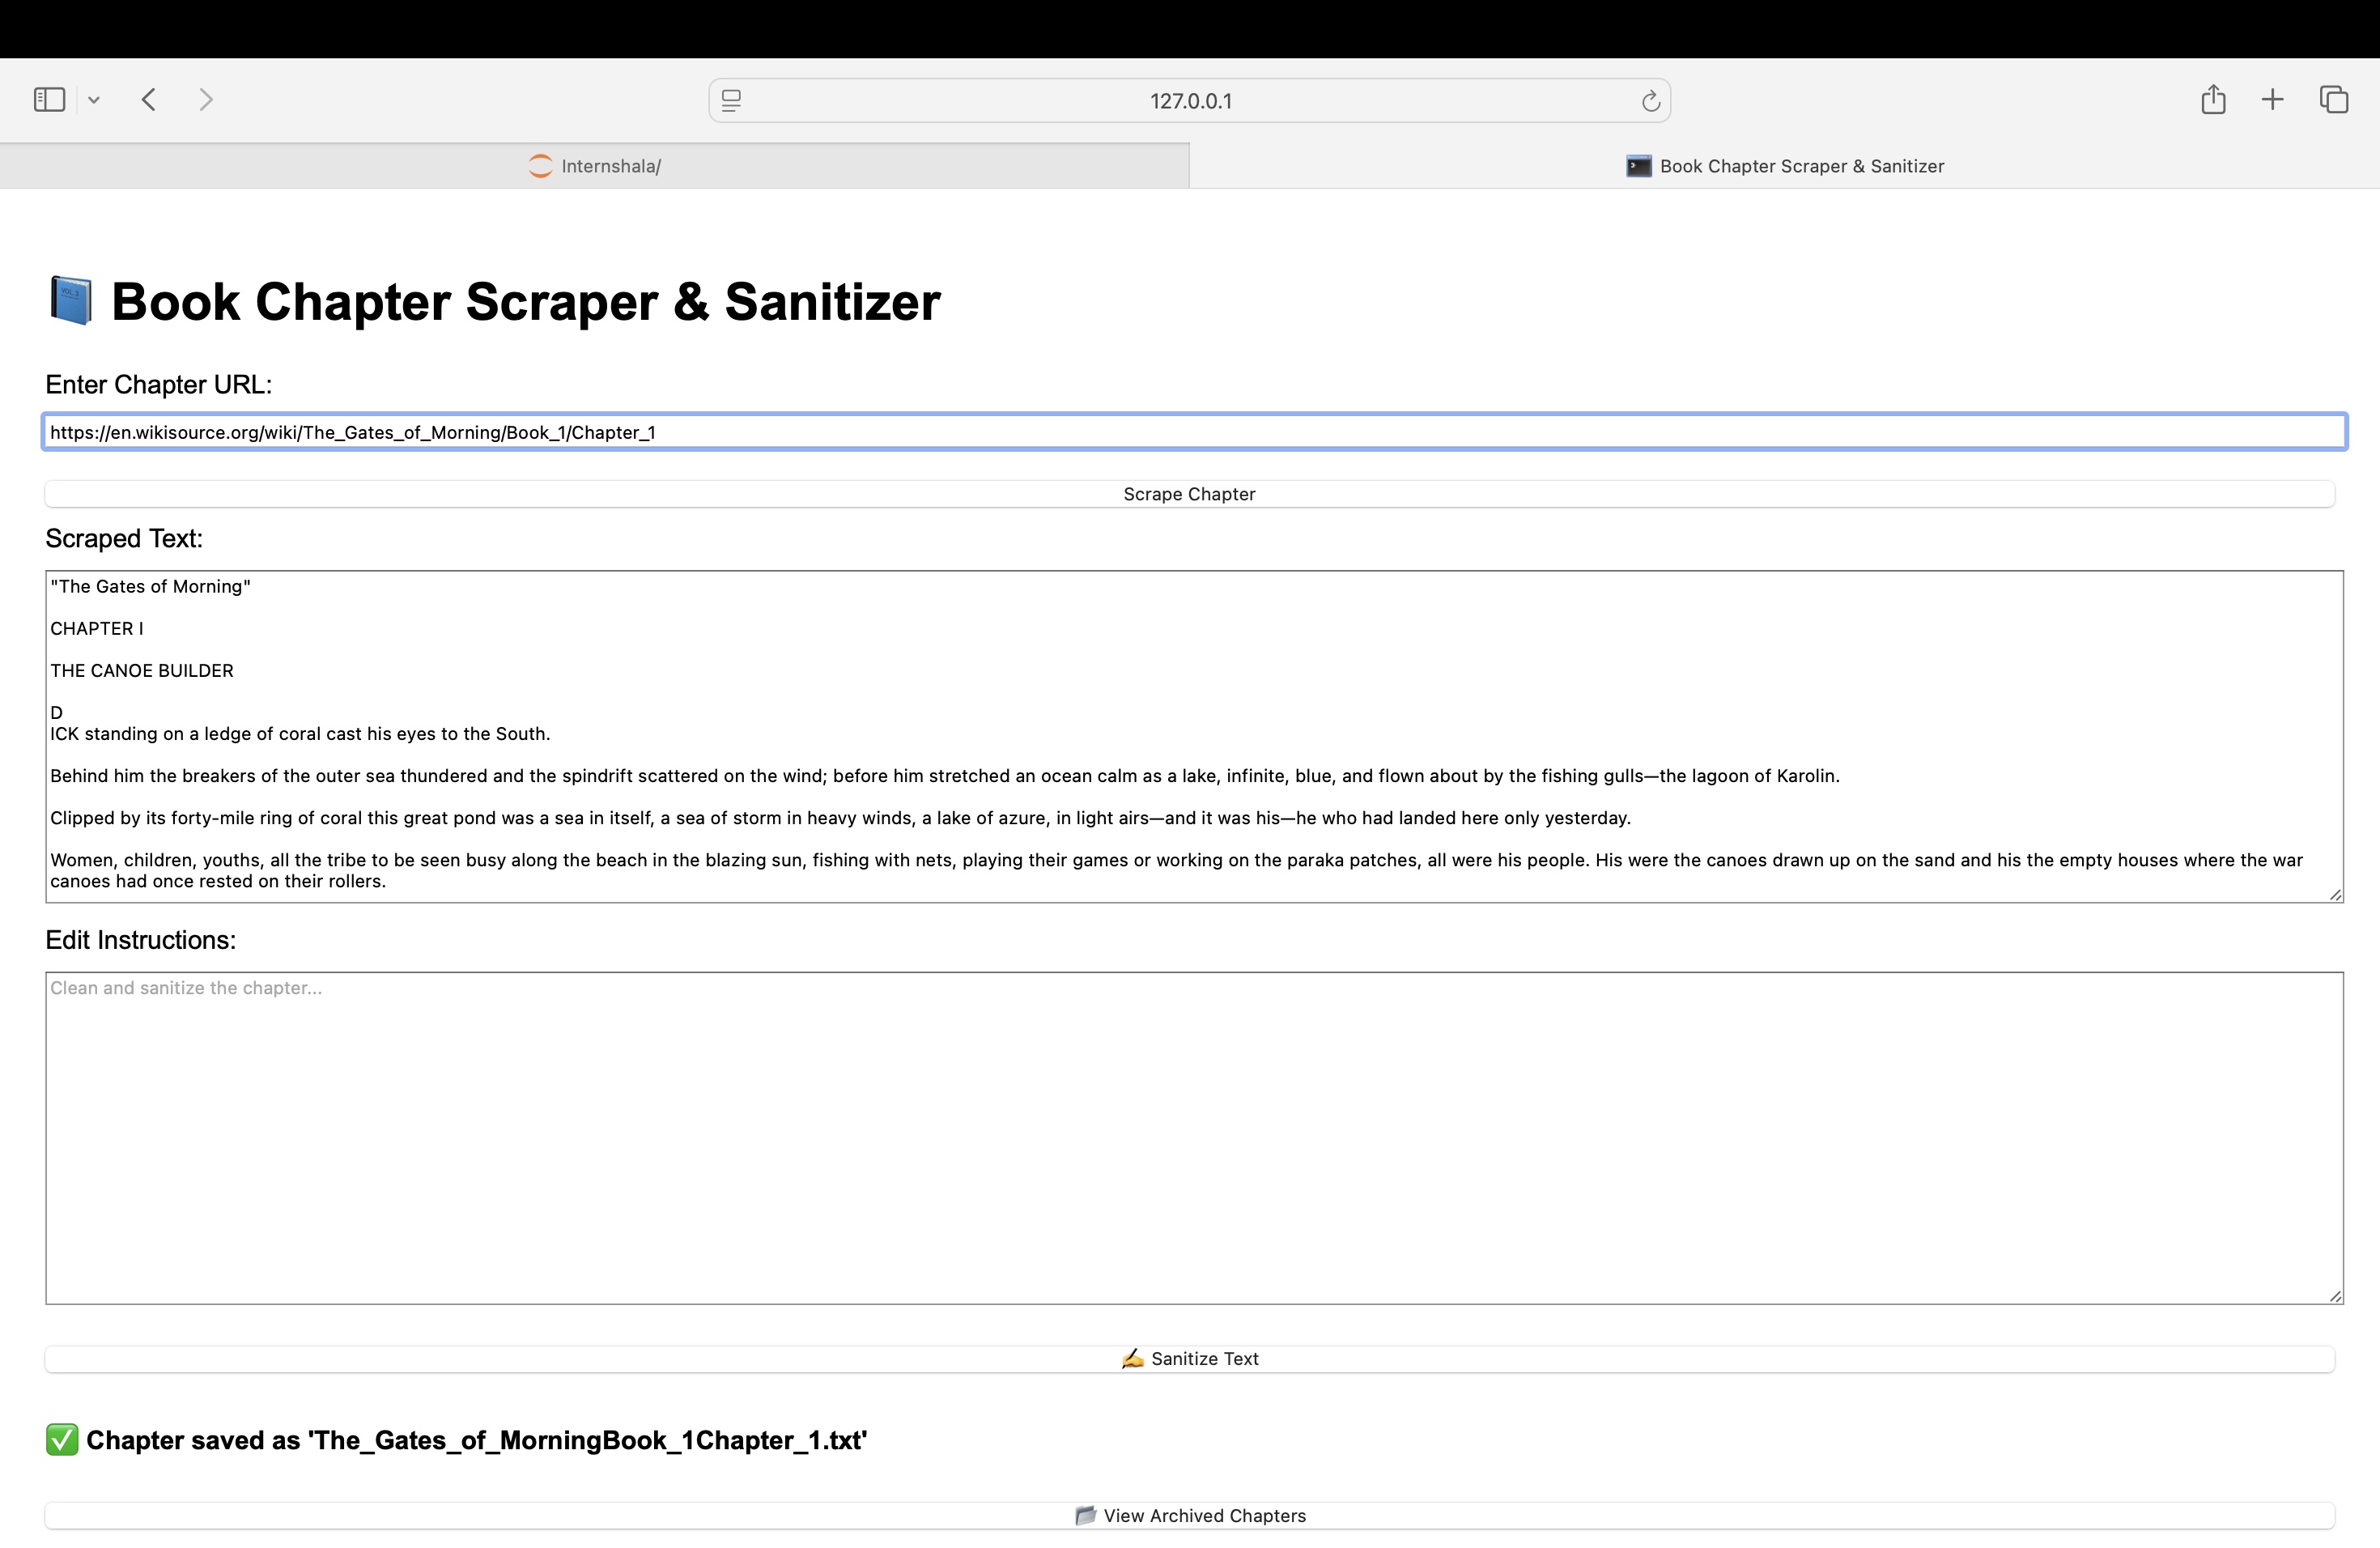 127.0.0.1
Internshala/
Book Chapter Scraper & Sanitizer
Book Chapter Scraper & Sanitizer
Enter Chapter URL:
https://en.wikisource.org/wiki/The_Gates_of_Morning/Book_1/Chapter_1
Scrape Chapter
Scraped Text:
"The Gates of Morning"
CHAPTER I
THE CANOE BUILDER
D
ICK standing on a ledge of coral cast his eyes to the South.
Behind him the breakers of the outer sea thundered and the spindrift scattered on the wind; before him stretched an ocean calm as a lake, infinite, blue, and flown about by the fishing gulls—the lagoon of Karolin.
Clipped by its forty-mile ring of coral this great pond was a sea in itself, a sea of storm in heavy winds, a lake of azure, in light airs—and it was his—he who had landed here only yesterday.
Women, children, youths, all the tribe to be seen busy along the beach in the blazing sun, fishing with nets, playing their games or working on the paraka patches, all were his people. His were the canoes drawn up on the sand and his the empty houses where the war
canoes had once rested on their rollers.
Edit Instructions:
Clean and sanitize the chapter...
Sanitize Text
Chapter saved as 'The_Gates_of_MorningBook_1Chapter_1.txt'
View Archived Chapters